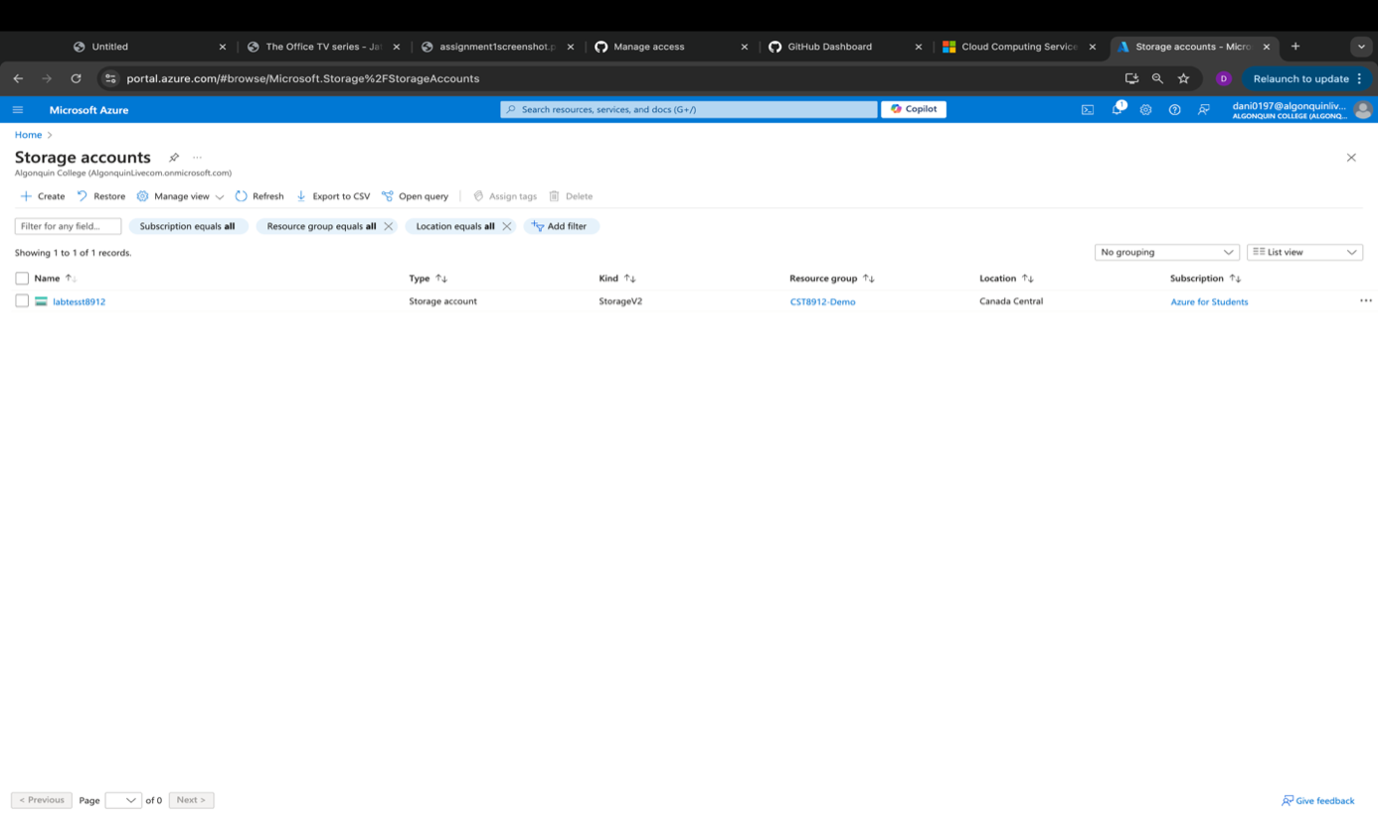 Untitled
The Office TV series - Ja
assignment1screenshot.p
Manage access
GitHub Dashboard
Cloud Computing Service
Storage accounts - Micro
portal.azure.com/#browse/Microsoft.Storage%2FStorageAccounts
D
Relaunch to update
Microsoft Azure
Search resources, services, and docs (G+/)
Copilot
1
dani0197@algonquinliv...
ALGONQUIN COLLEGE (ALGONQ...
Home >
Storage accounts
Algonquin College (AlgonquinLivecom.onmicrosoft.com)
Create Restore Manage view Refresh Export to CSV Open query Assign tags Delete
Filter for any field... Subscription equals all Resource group equals all Location equals all Add filter
Showing 1 to 1 of 1 records.
No grouping List view
Name Type Kind Resource group Location Subscription
labtesst8912 Storage account StorageV2 CST8912-Demo Canada Central Azure for Students
< Previous Page of 0 Next >
Give feedback